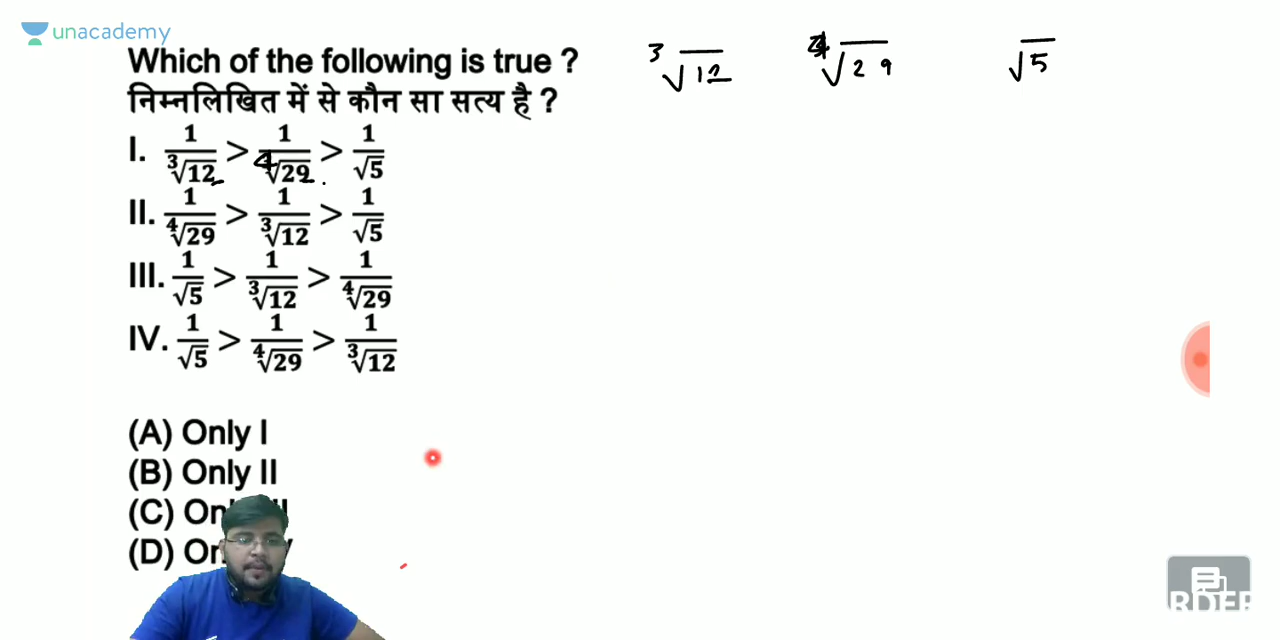 unacademy
Which of the following is true ?
निम्नलिखित में से कौन सा सत्य है ?
I. 1/∛12 > 1/∜29 > 1/√5
II. 1/∜29 > 1/∛12 > 1/√5
III. 1/√5 > 1/∛12 > 1/∜29
IV. 1/√5 > 1/∜29 > 1/∛12
(A) Only I
(B) Only II
(C)
(D)
∛12 ∜29 √5